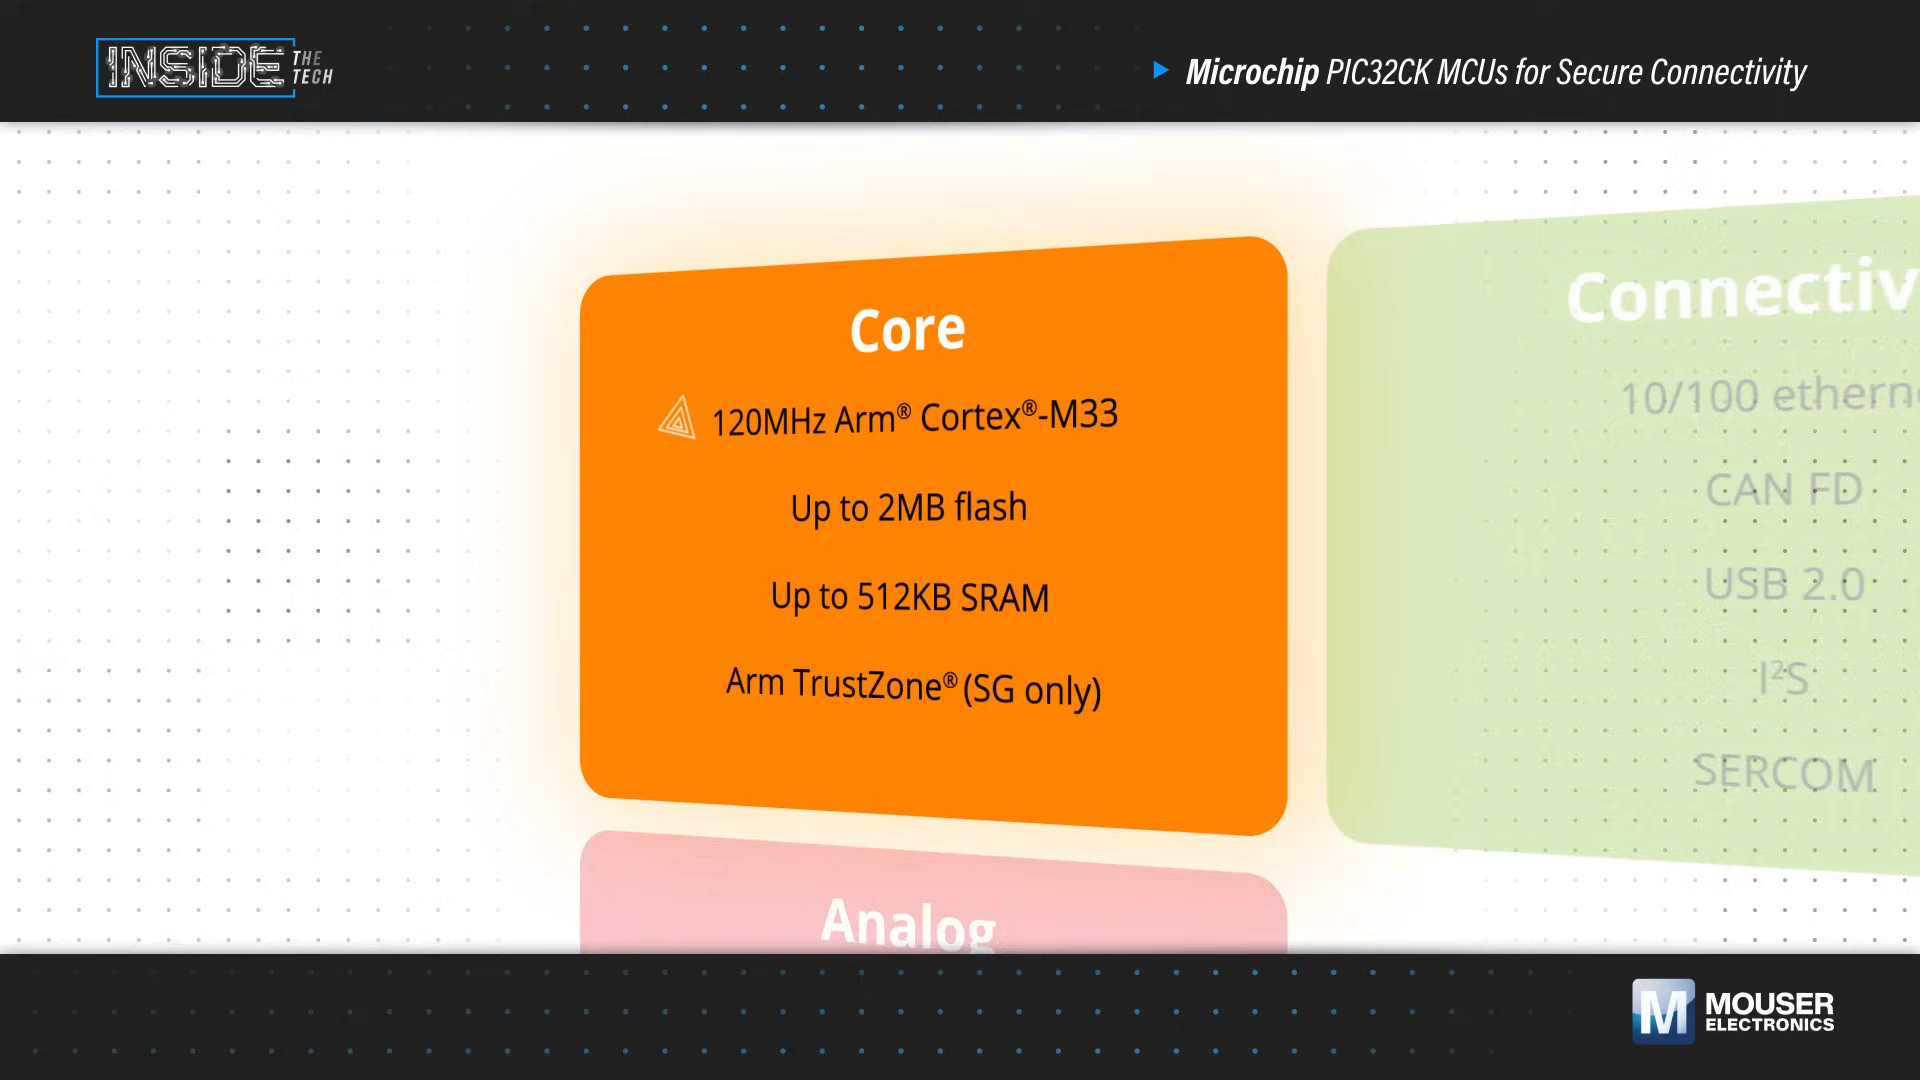 INSIDE THE TECH
Microchip PIC32CK MCUs for Secure Connectivity
Core
120MHz Arm® Cortex®-M33
Up to 2MB flash
Up to 512KB SRAM
Arm TrustZone® (SG only)
Connectiv
10/100 ethern
CAN FD
USB 2.0
I²S
SERCOM
Analog
M MOUSER
ELECTRONICS